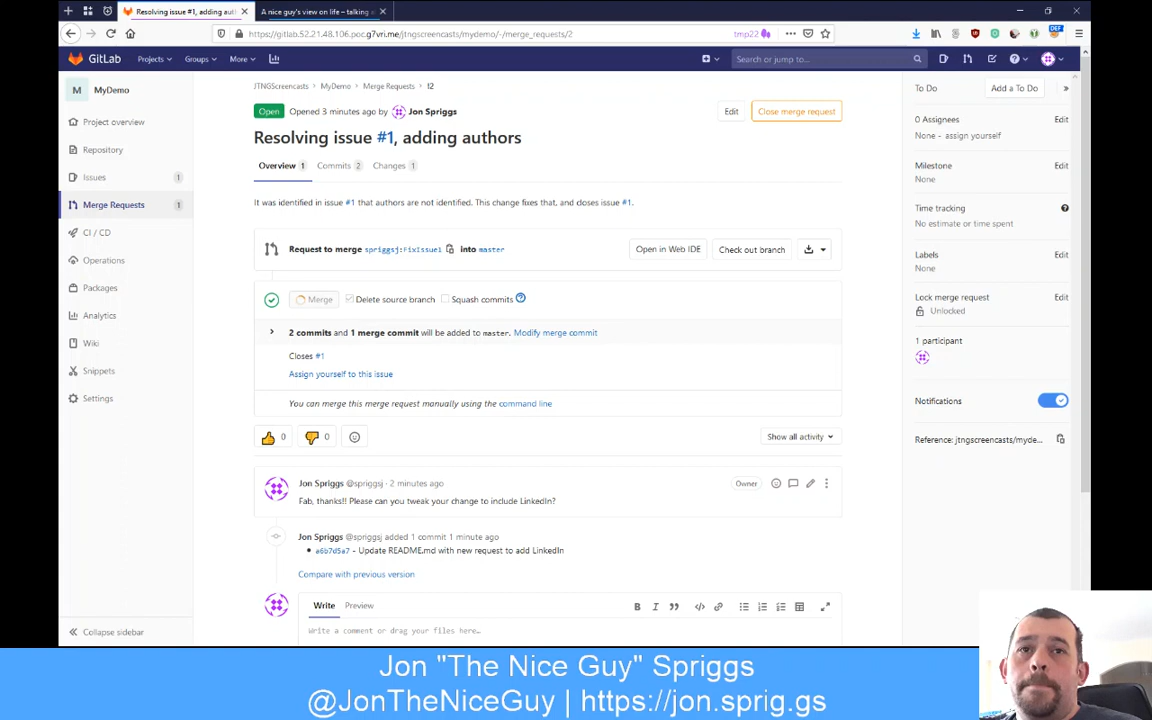 Resolving issue #1, adding authors
A nice guy's view on life – talking
https://gitlab.52.21.48.106.poc.g7vri.me/jtngscreencasts/mydemo/-/merge_requests/2
tmp22
GitLab Projects Groups More
Search or jump to...
M MyDemo
Project overview
Repository
Issues 1
Merge Requests 1
CI / CD
Operations
Packages
Analytics
Wiki
Snippets
Settings
Collapse sidebar
JTNGScreencasts MyDemo Merge Requests !2
Open Opened 3 minutes ago by Jon Spriggs
Edit Close merge request
Resolving issue #1, adding authors
Overview 1 Commits 2 Changes 1
It was identified in issue #1 that authors are not identified. This change fixes that, and closes issue #1.
Request to merge spriggsj:FixIssue1 into master
Open in Web IDE Check out branch
Merge Delete source branch Squash commits
2 commits and 1 merge commit will be added to master. Modify merge commit
Closes #1
Assign yourself to this issue
You can merge this merge request manually using the command line
0 0
Show all activity
Jon Spriggs @spriggsj · 2 minutes ago
Owner
Fab, thanks!! Please can you tweak your change to include LinkedIn?
Jon Spriggs @spriggsj added 1 commit 1 minute ago
a6b7d5a7 - Update README.md with new request to add LinkedIn
Compare with previous version
Write Preview
B I
Write a comment or drag your files here…
To Do Add a To Do
0 Assignees Edit
None - assign yourself
Milestone Edit
None
Time tracking
No estimate or time spent
Labels Edit
None
Lock merge request Edit
Unlocked
1 participant
Notifications
Reference: jtngscreencasts/myde...
Jon "The Nice Guy" Spriggs
@JonTheNiceGuy | https://jon.sprig.gs